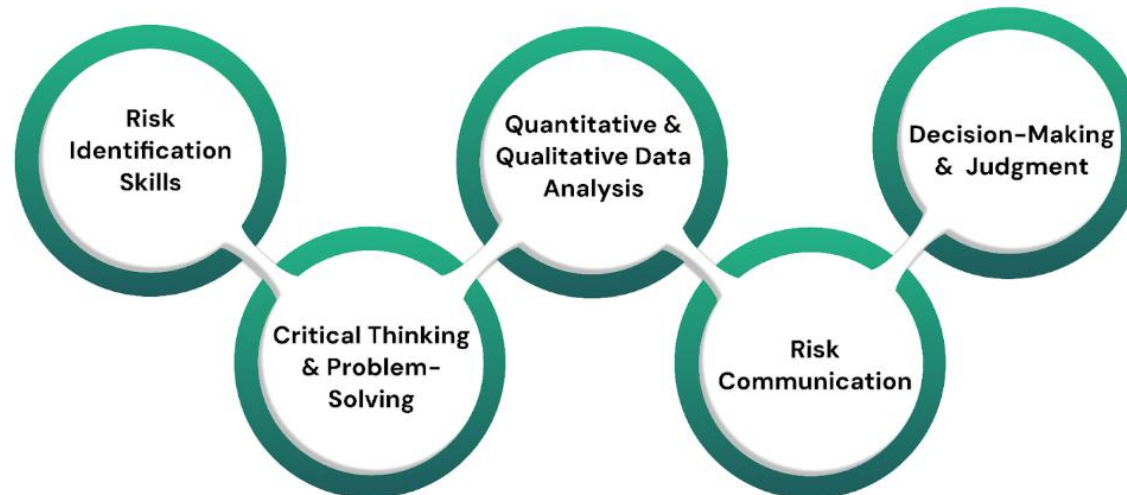 Risk
Identification
Skills
Critical Thinking
& Problem-
Solving
Quantitative &
Qualitative Data
Analysis
Risk
Communication
Decision-Making
& Judgment